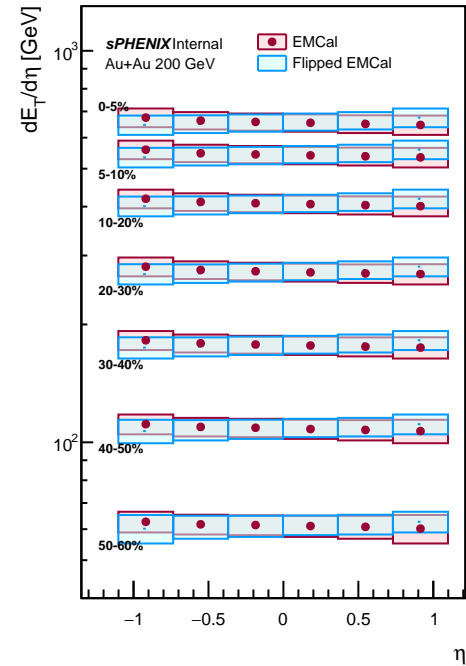 sPHENIX Internal
Au+Au 200 GeV
EMCal
Flipped EMCal
dE_T/dη [GeV]
10^3
0-5%
5-10%
10-20%
20-30%
30-40%
10^2
40-50%
50-60%
−1 −0.5 0 0.5 1
η